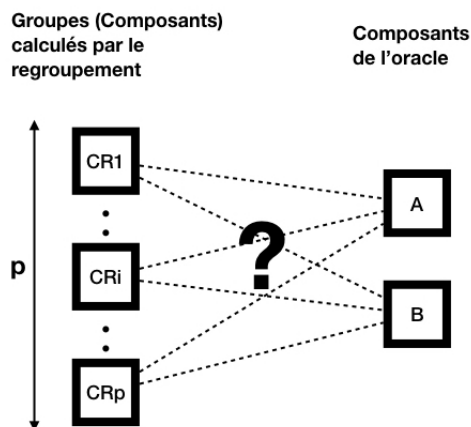 Groupes (Composants)
calculés par le
regroupement
Composants
de l'oracle
CR1
A
?
p
CRi
B
CRp